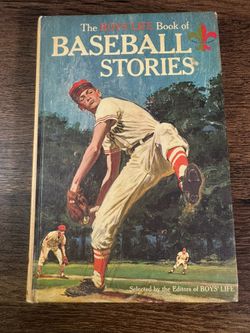 The BOYS' LIFE Book of
BASEBALL
STORIES
Selected by the Editors of BOYS' LIFE